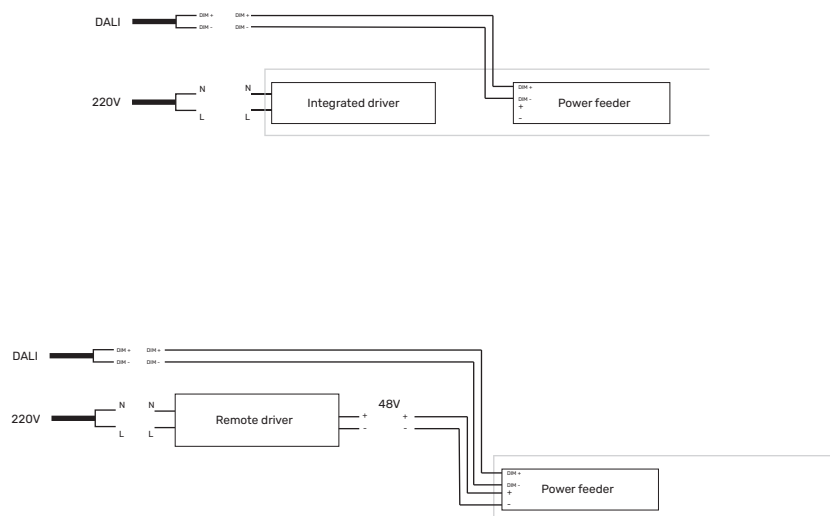 DALI DIM + DIM +
DIM - DIM -
220V N N Integrated driver DIM + Power feeder
L L DIM -
+
-
DALI DIM + DIM +
DIM - DIM -
48V
220V N N Remote driver + +
L L - -
DIM + Power feeder
DIM -
+
-